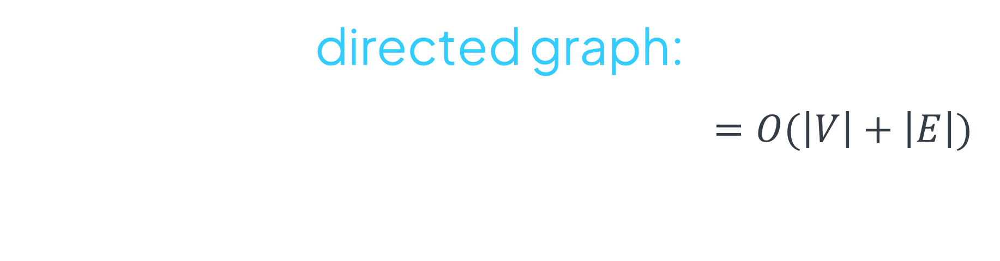 directed graph:
= O(|V| + |E|)